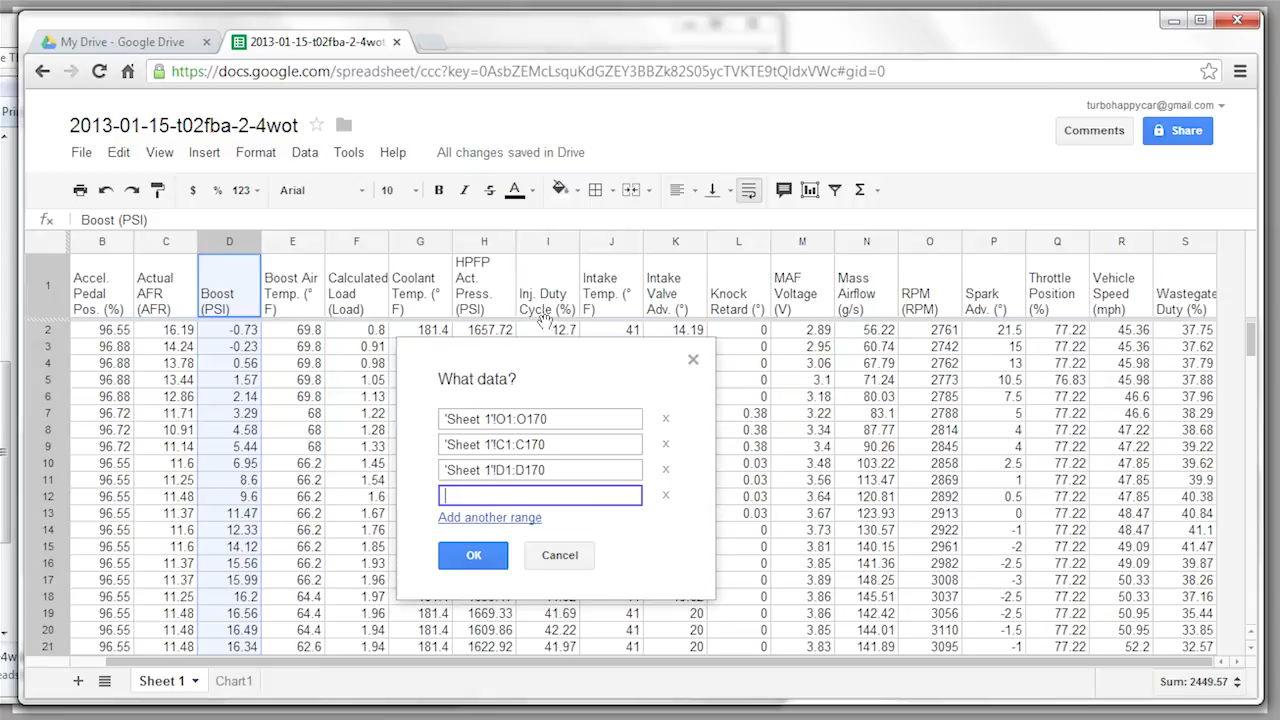 My Drive - Google Drive
2013-01-15-t02fba-2-4wot
https://docs.google.com/spreadsheet/ccc?key=0AsbZEMcLsquKdGZEY3BBZk82S05ycTVKTE9tQldxVWc#gid=0
turbohappycar@gmail.com
2013-01-15-t02fba-2-4wot
Comments
Share
File Edit View Insert Format Data Tools Help All changes saved in Drive
$ % 123 Arial 10 B I S A Σ
fx Boost (PSI)
B C D E F G H I J K L M N O P Q R S
1 Accel. Pedal Pos. (%) Actual AFR (AFR) Boost (PSI) Boost Air Temp. (° F) Calculated Load (Load) Coolant Temp. (° F) HPFP Act. Press. (PSI) Inj. Duty Cycle (%) Intake Temp. (° F) Intake Valve Adv. (°) Knock Retard (°) MAF Voltage (V) Mass Airflow (g/s) RPM (RPM) Spark Adv. (°) Throttle Position (%) Vehicle Speed (mph) Wastegate Duty (%)
2 96.55 16.19 -0.73 69.8 0.8 181.4 1657.72 12.7 41 14.19 0 2.89 56.22 2761 21.5 77.22 45.36 37.75
3 96.88 14.24 -0.23 69.8 0.91 0 2.95 60.74 2742 15 77.22 45.36 37.62
4 96.88 13.78 0.56 69.8 0.98 0 3.06 67.79 2762 13 77.22 45.98 37.79
5 96.88 13.44 1.57 69.8 1.05 0 3.1 71.24 2773 10.5 76.83 45.98 37.88
6 96.88 12.86 2.14 69.8 1.13 0 3.18 80.03 2785 7.5 77.22 46.6 37.88
7 96.72 11.71 3.29 68 1.22 0.38 3.22 83.1 2788 5 77.22 46.6 38.29
8 96.72 10.91 4.58 68 1.28 0.38 3.34 87.77 2814 4 77.22 47.22 38.68
9 96.72 11.14 5.44 68 1.33 0.38 3.4 90.26 2845 4 77.22 47.22 39.22
10 96.55 11.6 6.95 66.2 1.45 0.03 3.48 103.22 2858 2.5 77.22 47.85 39.62
11 96.55 11.48 8.6 66.2 1.54 0.03 3.56 113.47 2869 1 77.22 47.85 39.9
12 96.55 11.48 9.6 66.2 1.6 0.03 3.64 120.81 2892 0.5 77.22 47.85 40.38
13 96.55 11.37 11.47 66.2 1.68 0.03 3.67 123.93 2913 0 77.22 48.47 40.84
14 96.55 11.6 12.33 66.2 1.76 0 3.73 130.57 2922 -1 77.22 48.47 41.1
15 96.55 11.6 14.12 66.2 1.85 0 3.81 140.15 2961 -2 77.22 49.09 41.47
16 96.55 11.37 15.56 66.2 1.92 0 3.85 141.36 2982 -2.5 77.22 49.09 39.87
17 96.55 11.37 15.99 66.2 1.93 0 3.89 148.25 3008 -3 77.22 50.33 38.26
18 96.55 11.25 16.2 64.4 1.97 0 3.86 145.51 3037 -2.5 77.22 50.33 37.16
19 96.55 11.48 16.56 64.4 1.94 181.4 1669.33 41.69 41 20 0 3.86 142.42 3056 -2.5 77.22 50.95 35.44
20 96.55 11.48 16.49 64.4 1.94 181.4 1609.86 42.22 41 20 0 3.85 144.01 3110 -1.5 77.22 50.95 33.85
21 96.55 11.48 16.34 62.6 1.94 181.4 1622.92 41.97 41 20 0 3.83 141.89 3095 -1 77.22 52.2 32.57
What data?
'Sheet 1'!O1:O170 x
'Sheet 1'!C1:C170 x
'Sheet 1'!D1:D170 x
x
Add another range
OK Cancel
Sheet 1 Chart1 Sum: 2449.57